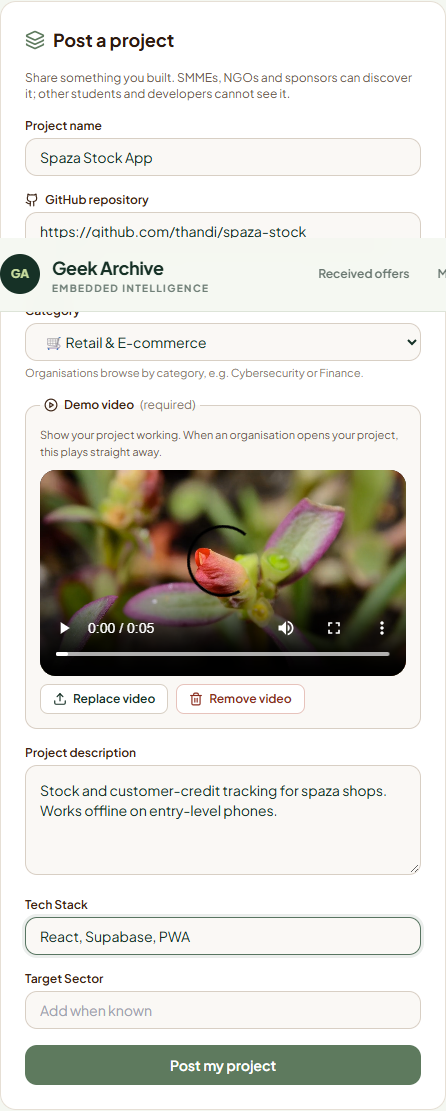 Post a project
Share something you built. SMMEs, NGOs and sponsors can discover
it; other students and developers cannot see it.
Project name
Spaza Stock App
GitHub repository
https://github.com/thandi/spaza-stock
GA
Geek Archive
EMBEDDED INTELLIGENCE
Received offers
M
Category
Retail & E-commerce
Organisations browse by category, e.g. Cybersecurity or Finance.
Demo video (required)
Show your project working. When an organisation opens your project,
this plays straight away.
0:00 / 0:05
Replace video
Remove video
Project description
Stock and customer-credit tracking for spaza shops.
Works offline on entry-level phones.
Tech Stack
React, Supabase, PWA
Target Sector
Add when known
Post my project